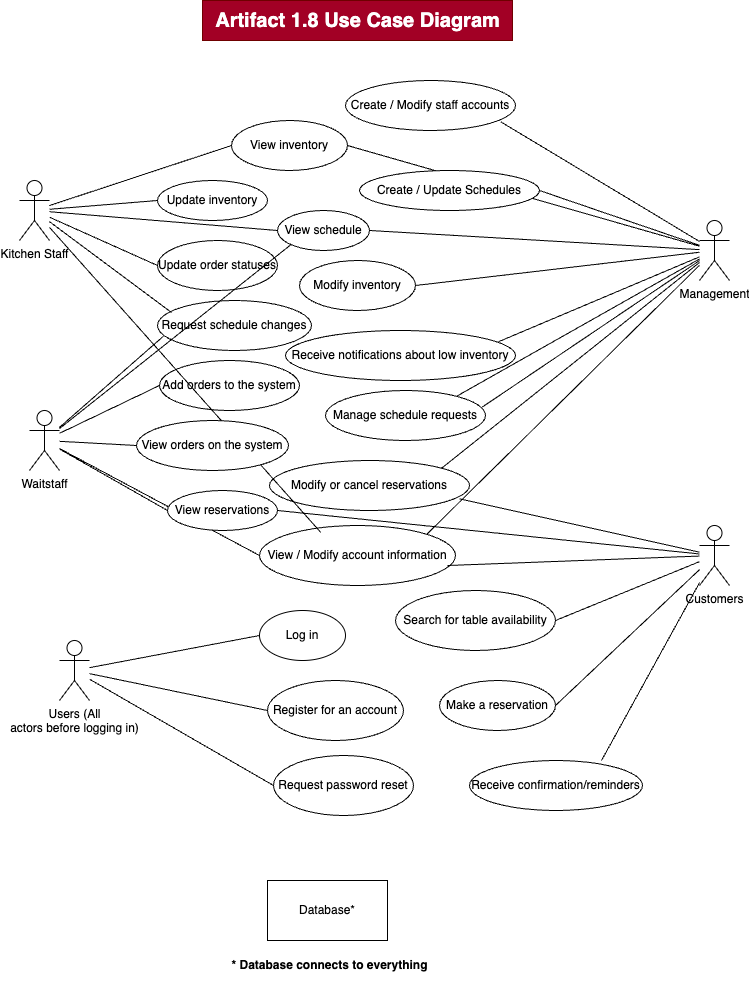 Artifact 1.8 Use Case Diagram
Create / Modify staff accounts
View inventory
Create / Update Schedules
Update inventory
View schedule
Kitchen Staff
Update order statuses
Modify inventory
Management
Request schedule changes
Receive notifications about low inventory
Add orders to the system
Manage schedule requests
View orders on the system
Waitstaff
Modify or cancel reservations
View reservations
View / Modify account information
Customers
Search for table availability
Log in
Users (All
actors before logging in)
Register for an account
Make a reservation
Request password reset
Receive confirmation/reminders
Database*
* Database connects to everything